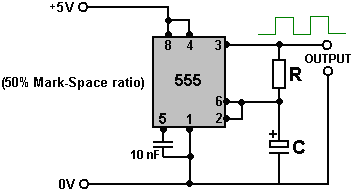 +5V
8 4 3
OUTPUT
(50% Mark-Space ratio)
555
R
6
5 1 2
+
C
10 nF
0V